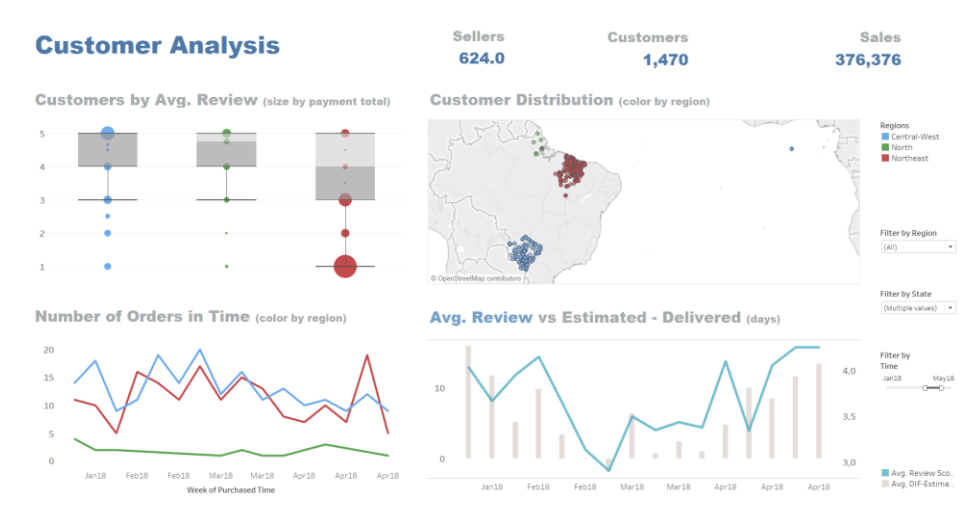 Customer Analysis
Sellers
624.0
Customers
1,470
Sales
376,376
Customers by Avg. Review (size by payment total)
5
4
3
2
1
Customer Distribution (color by region)
© OpenStreetMap contributors
Regions
Central-West
North
Northeast
Filter by Region
(All)
Filter by State
(Multiple values)
Filter by
Time
Jan18 May18
Number of Orders in Time (color by region)
20
15
10
5
0
Jan18 Feb18 Feb18 Mar18 Mar18 Apr18 Apr18 Apr18
Week of Purchased Time
Avg. Review vs Estimated - Delivered (days)
10
0
4,0
3,5
3,0
Jan18 Feb18 Feb18 Mar18 Mar18 Apr18 Apr18 Apr18
Avg. Review Sco..
Avg. DIF-Estima..